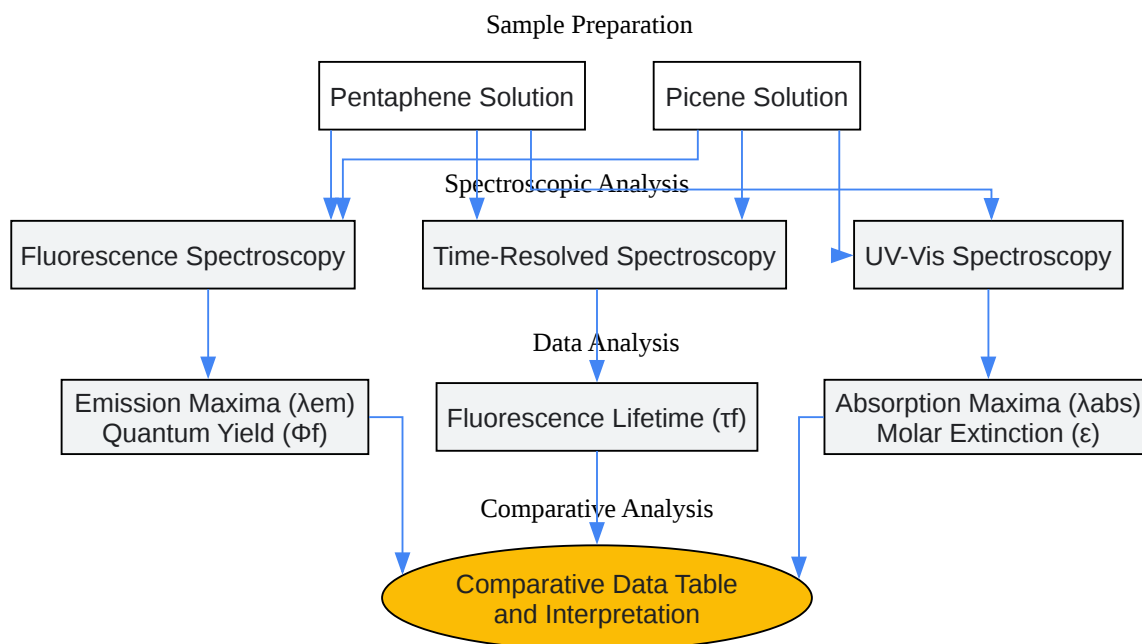 Sample Preparation
Pentaphene Solution
Picene Solution
Spectroscopic Analysis
Fluorescence Spectroscopy
Time-Resolved Spectroscopy
UV-Vis Spectroscopy
Data Analysis
Emission Maxima (λem)
Quantum Yield (Φf)
Fluorescence Lifetime (τf)
Absorption Maxima (λabs)
Molar Extinction (ε)
Comparative Analysis
Comparative Data Table
and Interpretation